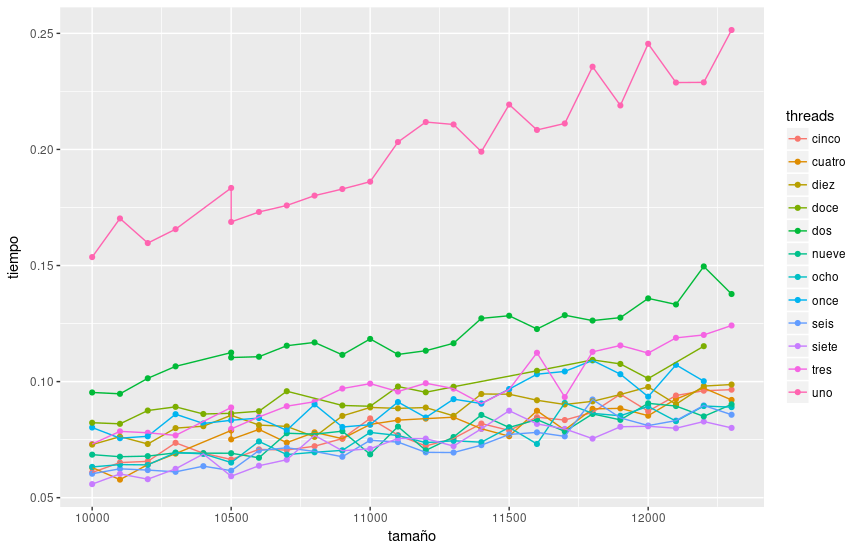 0.25
0.20
0.15
0.10
0.05
tiempo
10000 10500 11000 11500 12000
tamaño
threads
cinco
cuatro
diez
doce
dos
nueve
ocho
once
seis
siete
tres
uno